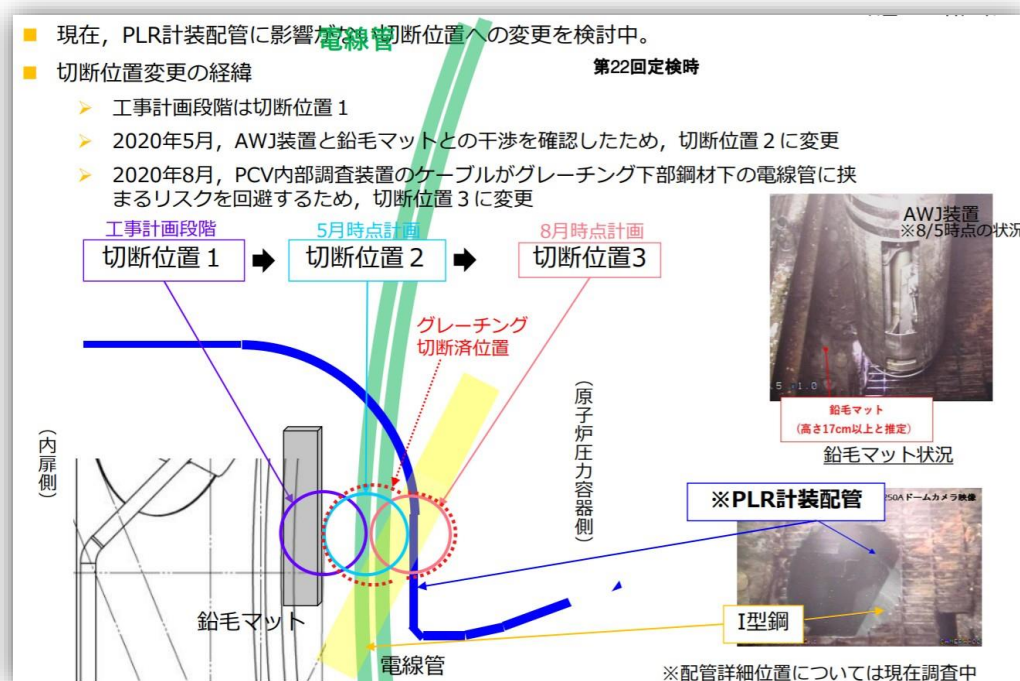 ■ 現在，PLR計装配管に影響がない切断位置への変更を検討中。
電線管
■ 切断位置変更の経緯
第22回定検時
➢ 工事計画段階は切断位置１
➢ 2020年5月，AWJ装置と鉛毛マットとの干渉を確認したため，切断位置２に変更
➢ 2020年8月，PCV内部調査装置のケーブルがグレーチング下部鋼材下の電線管に挟
まるリスクを回避するため，切断位置３に変更
工事計画段階
切断位置１
5月時点計画
切断位置２
8月時点計画
切断位置3
AWJ装置
※8/5時点の状況
グレーチング
切断済位置
鉛毛マット
(高さ17cm以上と推定)
鉛毛マット状況
（内扉側）
（原子炉圧力容器側）
※PLR計装配管
250Aドームカメラ映像
鉛毛マット
I型鋼
電線管
※配管詳細位置については現在調査中